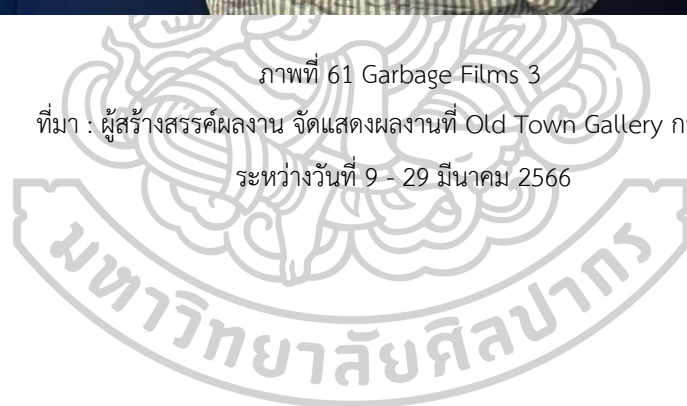 ภาพที่ 61 Garbage Films 3
ที่มา : ผู้สร้างสรรค์ผลงาน จัดแสดงผลงานที่ Old Town Gallery
ระหว่างวันที่ 9 - 29 มีนาคม 2566
มหาวิทยาลัยศิลปากร